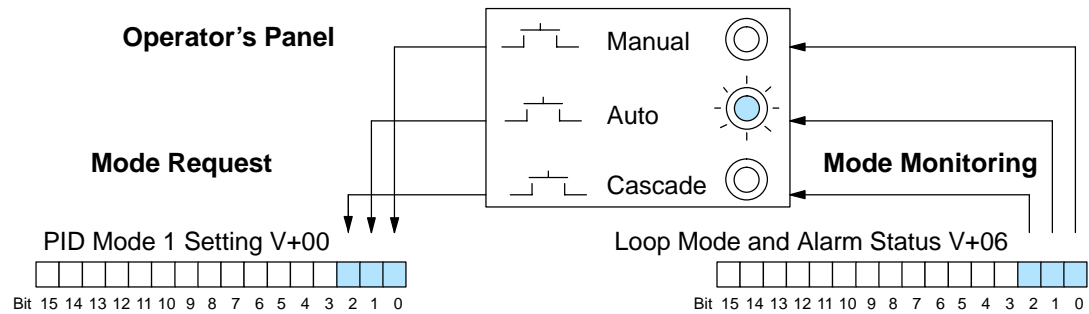 Operator’s Panel
Manual
Auto
Cascade
Mode Request
Mode Monitoring
PID Mode 1 Setting V+00
Bit 15 14 13 12 11 10 9 8 7 6 5 4 3 2 1 0
Loop Mode and Alarm Status V+06
Bit 15 14 13 12 11 10 9 8 7 6 5 4 3 2 1 0